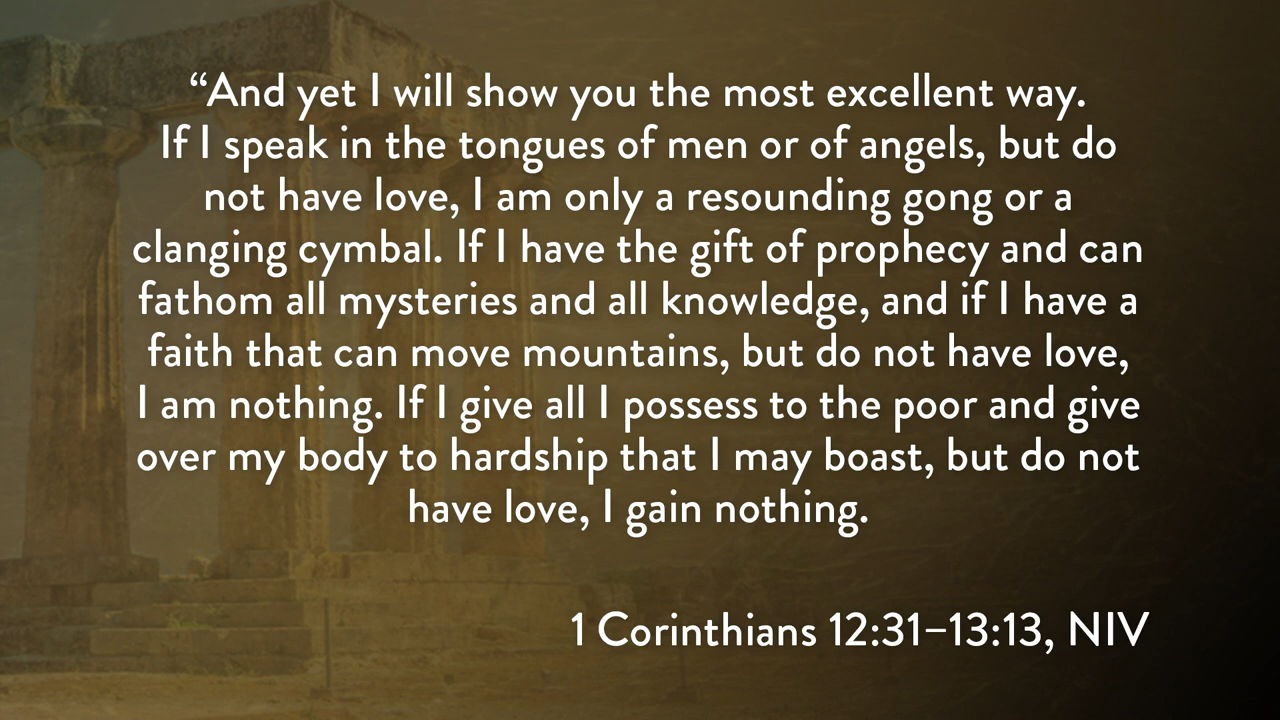 “And yet I will show you the most excellent way.
If I speak in the tongues of men or of angels, but do
not have love, I am only a resounding gong or a
clanging cymbal. If I have the gift of prophecy and can
fathom all mysteries and all knowledge, and if I have a
faith that can move mountains, but do not have love,
I am nothing. If I give all I possess to the poor and give
over my body to hardship that I may boast, but do not
have love, I gain nothing.
1 Corinthians 12:31–13:13, NIV